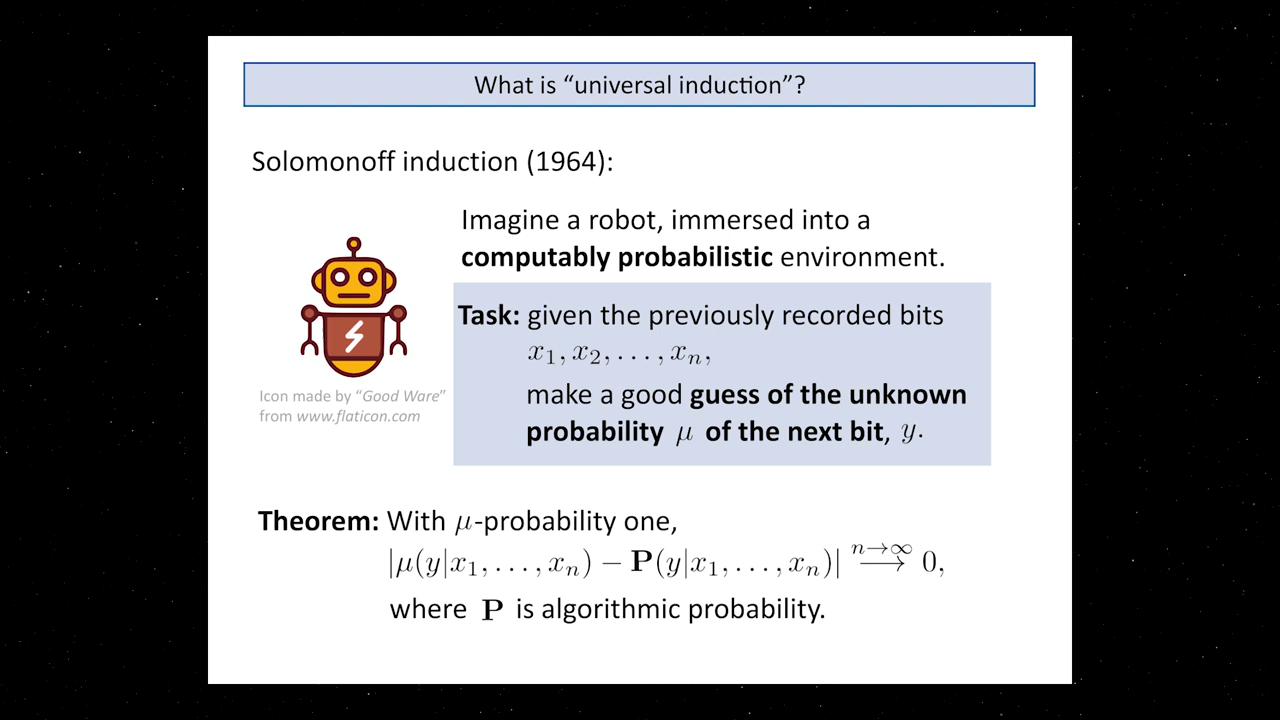 What is “universal induction”?
Solomonoff induction (1964):
Imagine a robot, immersed into a
computably probabilistic environment.
Task: given the previously recorded bits
x₁, x₂, . . . , xₙ,
make a good guess of the unknown
probability μ of the next bit, y.
Icon made by “Good Ware”
from www.flaticon.com
Theorem: With μ-probability one,
|μ(y|x₁, . . . , xₙ) − P(y|x₁, . . . , xₙ)| n→∞ ⟶ 0,
where P is algorithmic probability.